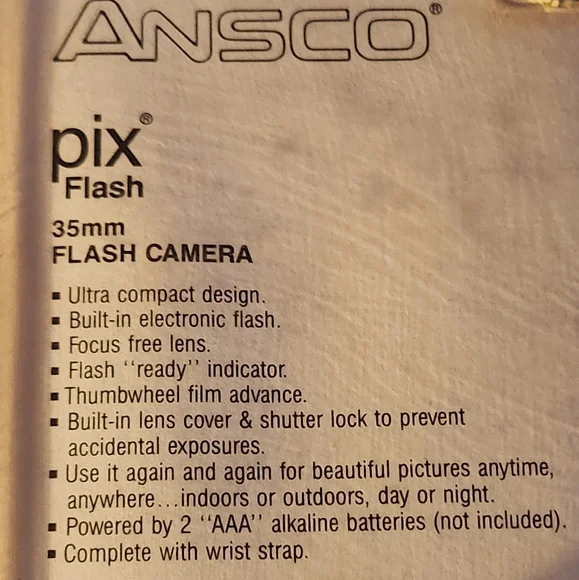 ANSCO®
pix®
Flash
35mm
FLASH CAMERA
▪ Ultra compact design.
▪ Built-in electronic flash.
▪ Focus free lens.
▪ Flash ‘‘ready’’ indicator.
▪ Thumbwheel film advance.
▪ Built-in lens cover & shutter lock to prevent
accidental exposures.
▪ Use it again and again for beautiful pictures anytime,
anywhere...indoors or outdoors, day or night.
▪ Powered by 2 ‘‘AAA’’ alkaline batteries (not included).
▪ Complete with wrist strap.